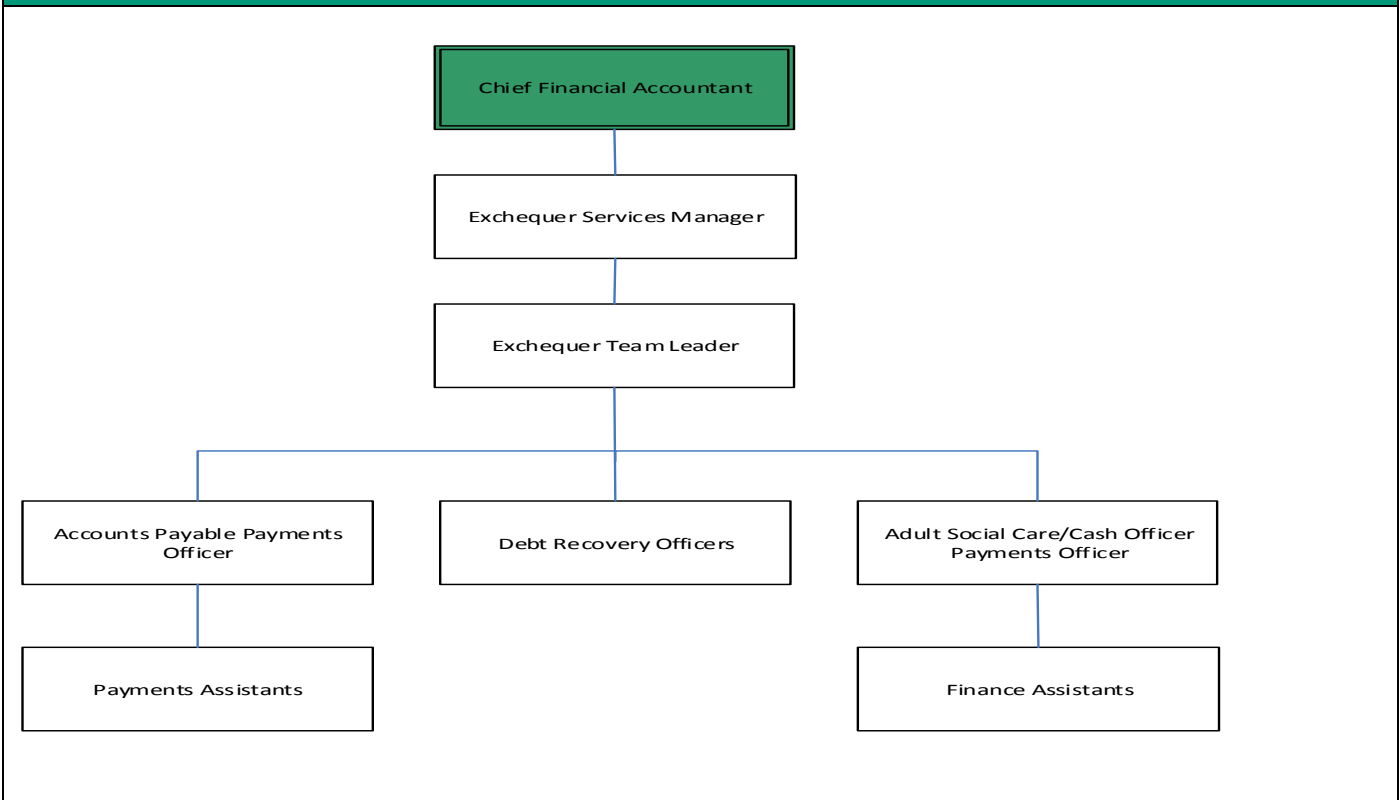 Chief Financial Accountant
Exchequer Services Manager
Exchequer Team Leader
Accounts Payable Payments
Officer
Debt Recovery Officers
Adult Social Care/Cash Officer
Payments Officer
Payments Assistants
Finance Assistants